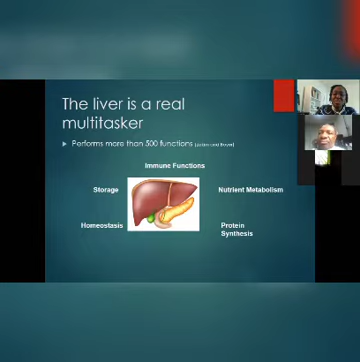 The liver is a real
multitasker
Performs more than 500 functions
Immune Functions
Storage
Nutrient Metabolism
Homeostasis
Protein
Synthesis